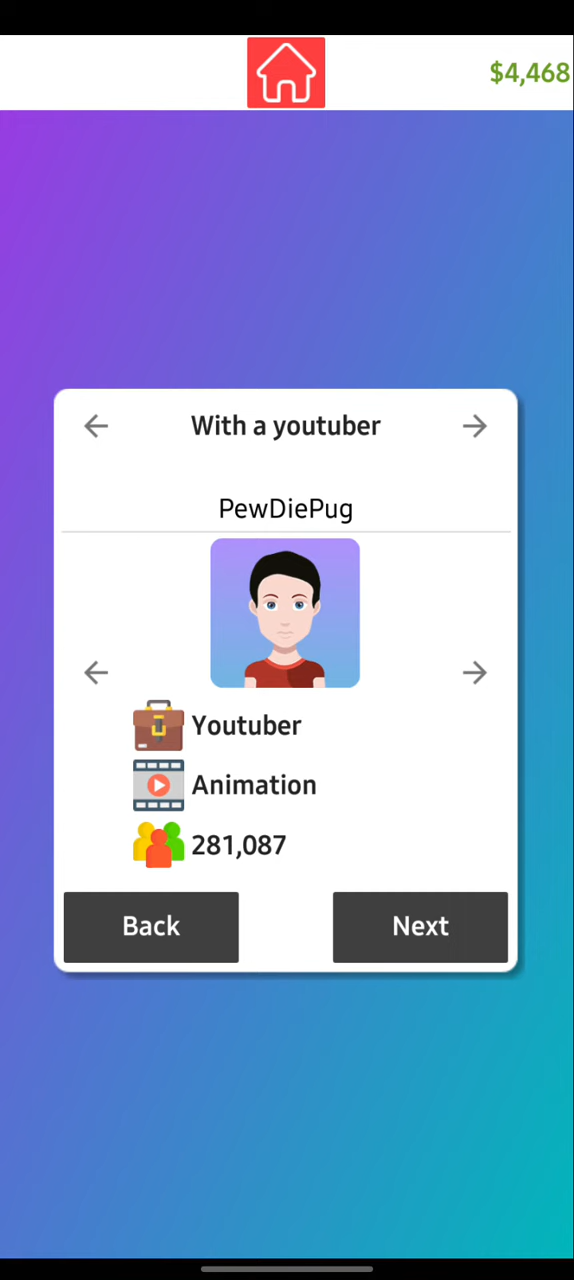 $4,468
With a youtuber
PewDiePug
Youtuber
Animation
281,087
Back
Next